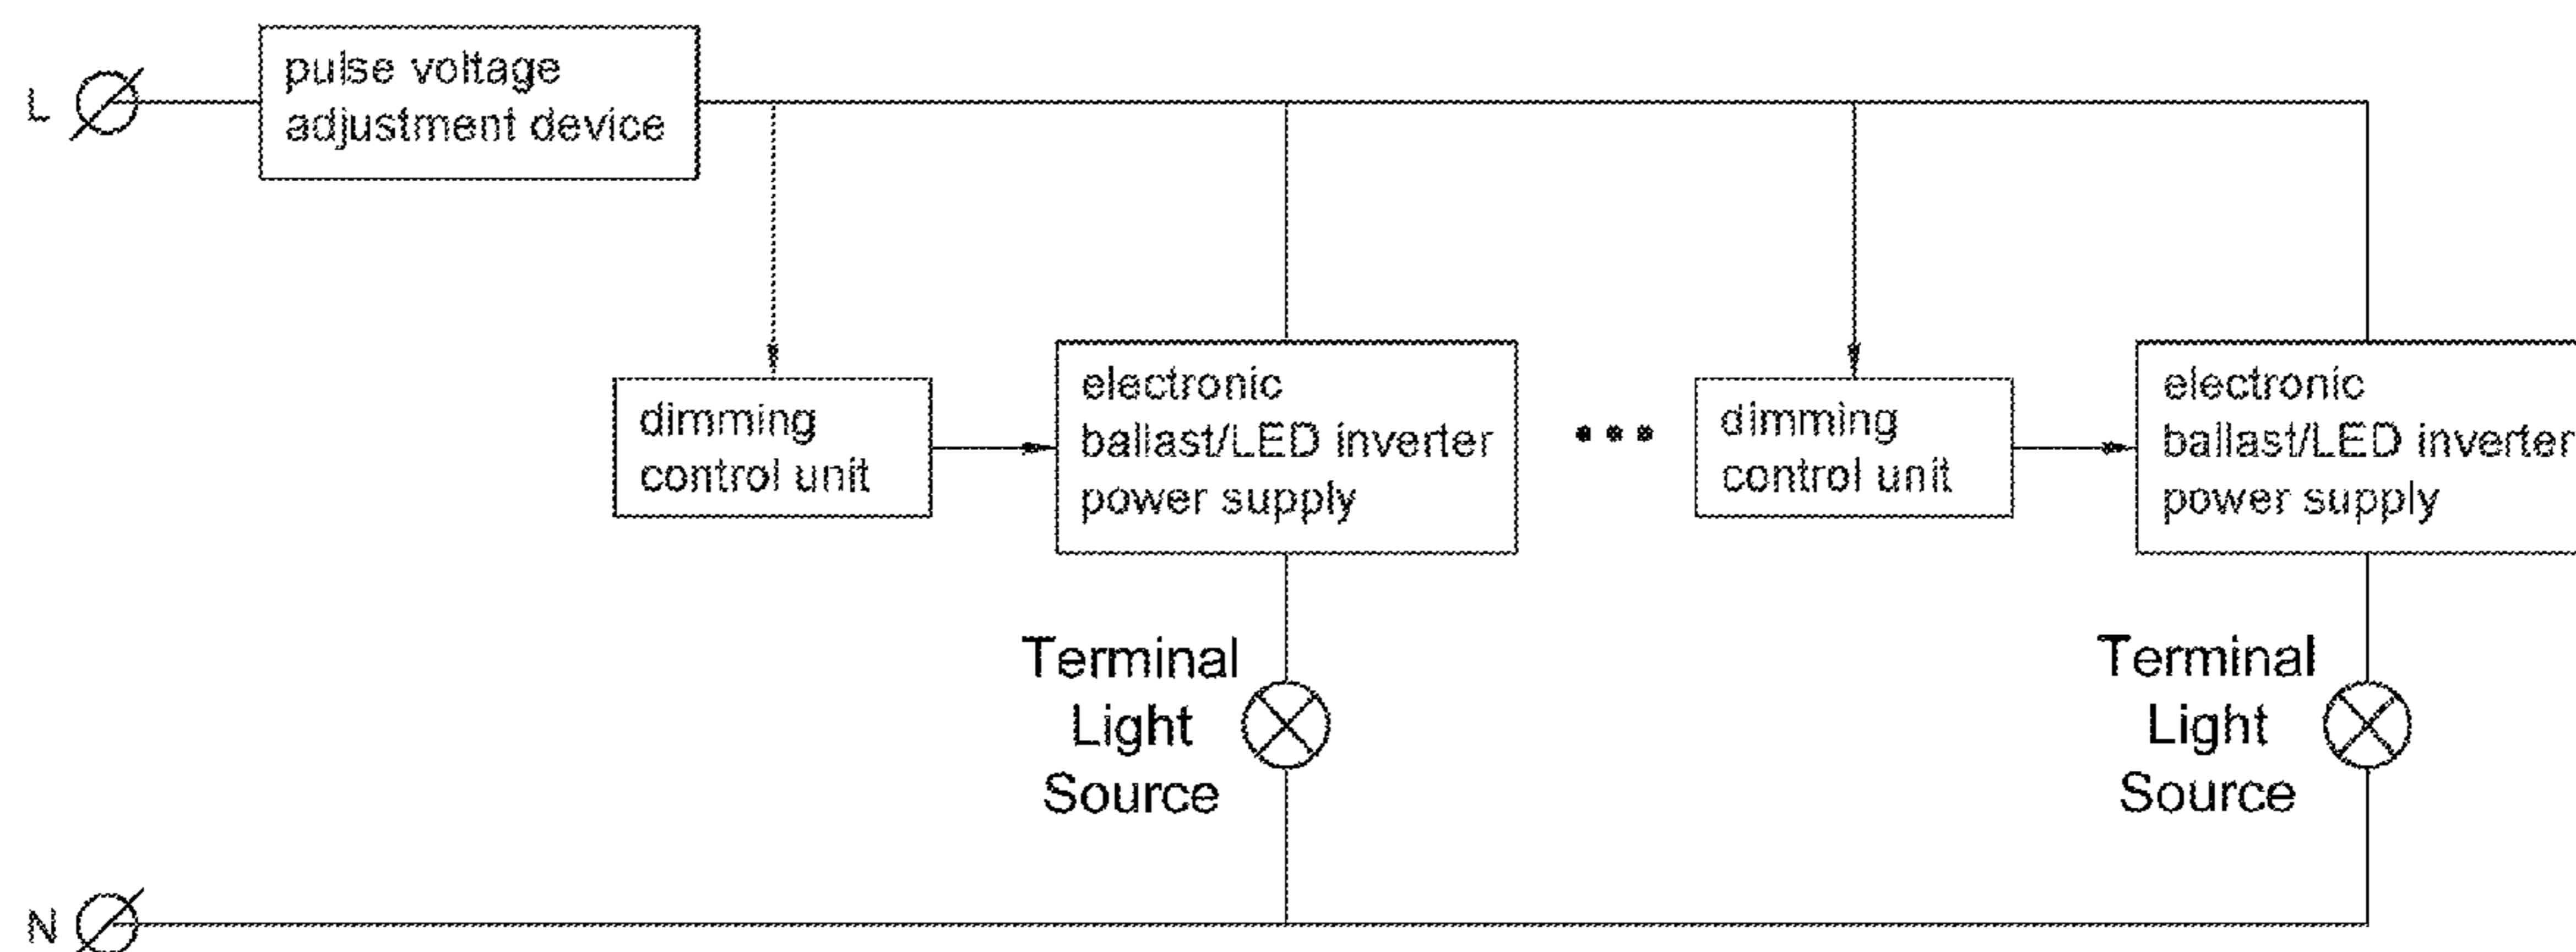 pulse voltage
adjustment device
L
dimming
control unit
electronic
ballast/LED inverter
power supply
dimming
control unit
electronic
ballast/LED inverter
power supply
Terminal
Light
Source
Terminal
Light
Source
N